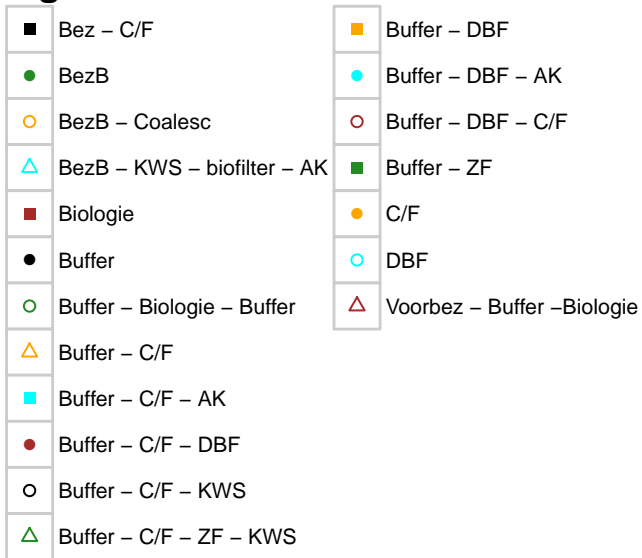 Bez – C/F
BezB
BezB – Coalesc
BezB – KWS – biofilter – AK
Biologie
Buffer
Buffer – Biologie – Buffer
Buffer – C/F
Buffer – C/F – AK
Buffer – C/F – DBF
Buffer – C/F – KWS
Buffer – C/F – ZF – KWS
Buffer – DBF
Buffer – DBF – AK
Buffer – DBF – C/F
Buffer – ZF
C/F
DBF
Voorbez – Buffer –Biologie